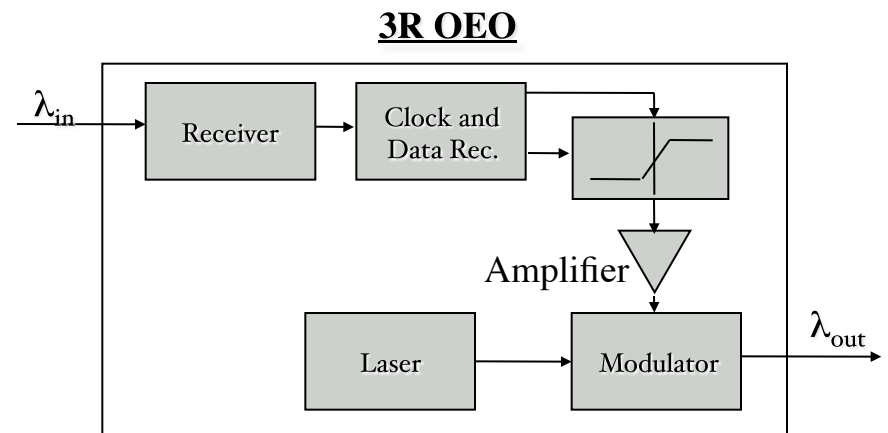 3R OEO
λin
Receiver
Clock and
Data Rec.
Amplifier
Laser
Modulator
λout